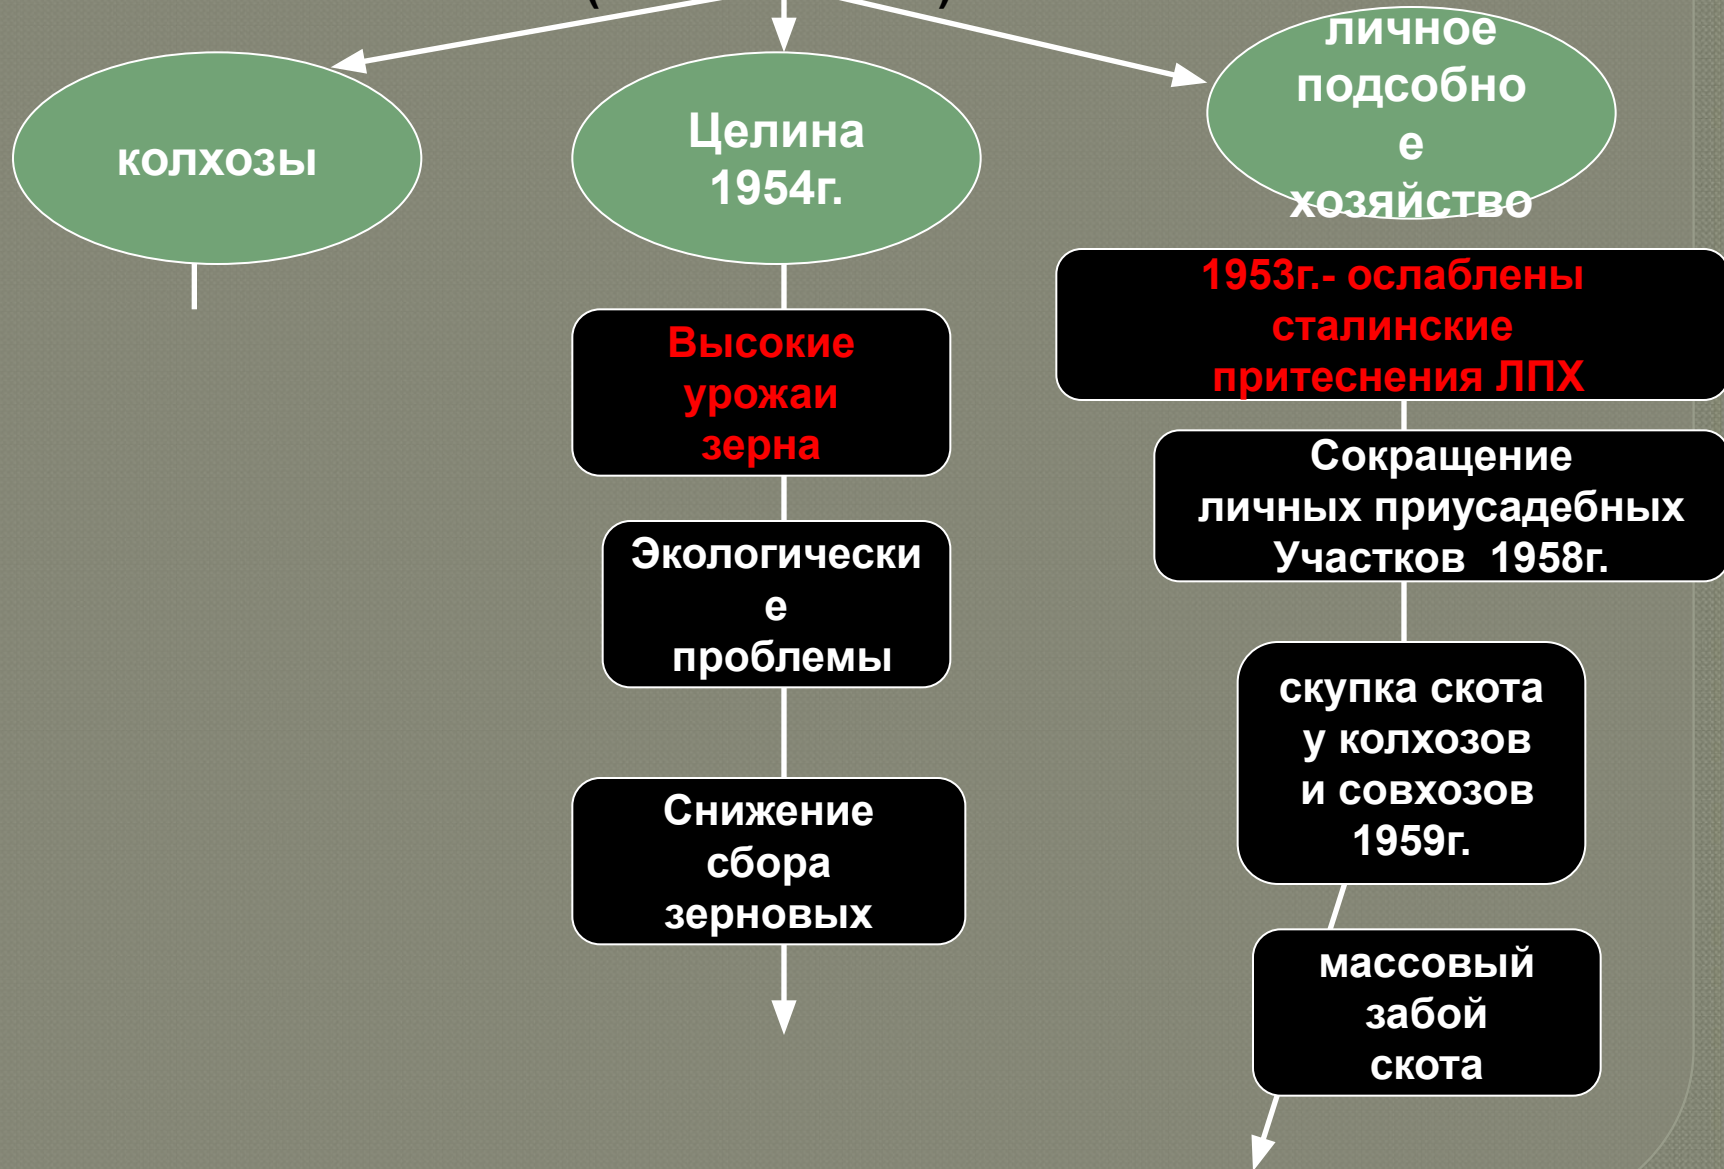 колхозы
Целина
1954г.
Высокие
урожаи
зерна
Экологически
е
проблемы
Снижение
сбора
зерновых
личное
подсобно
е
хозяйство
1953г.- ослаблены
сталинские
притеснения ЛПХ
Сокращение
личных приусадебных
Участков 1958г.
скупка скота
у колхозов
и совхозов
1959г.
массовый
забой
скота